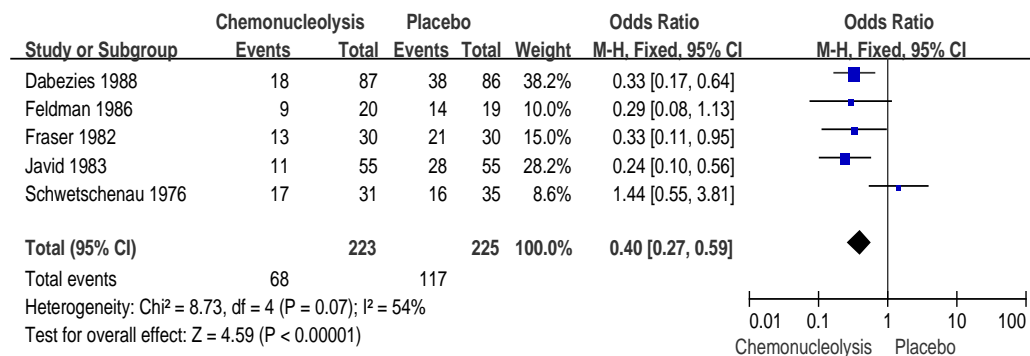 Chemonucleolysis Placebo Odds Ratio Odds Ratio
Study or Subgroup Events Total Events Total Weight M-H, Fixed, 95% CI M-H, Fixed, 95% CI
Dabezies 1988 18 87 38 86 38.2% 0.33 [0.17, 0.64]
Feldman 1986 9 20 14 19 10.0% 0.29 [0.08, 1.13]
Fraser 1982 13 30 21 30 15.0% 0.33 [0.11, 0.95]
Javid 1983 11 55 28 55 28.2% 0.24 [0.10, 0.56]
Schwetschenau 1976 17 31 16 35 8.6% 1.44 [0.55, 3.81]
Total (95% CI) 223 225 100.0% 0.40 [0.27, 0.59]
Total events 68 117
Heterogeneity: Chi² = 8.73, df = 4 (P = 0.07); I² = 54%
Test for overall effect: Z = 4.59 (P < 0.00001)
0.01 0.1 1 10 100
Chemonucleolysis Placebo